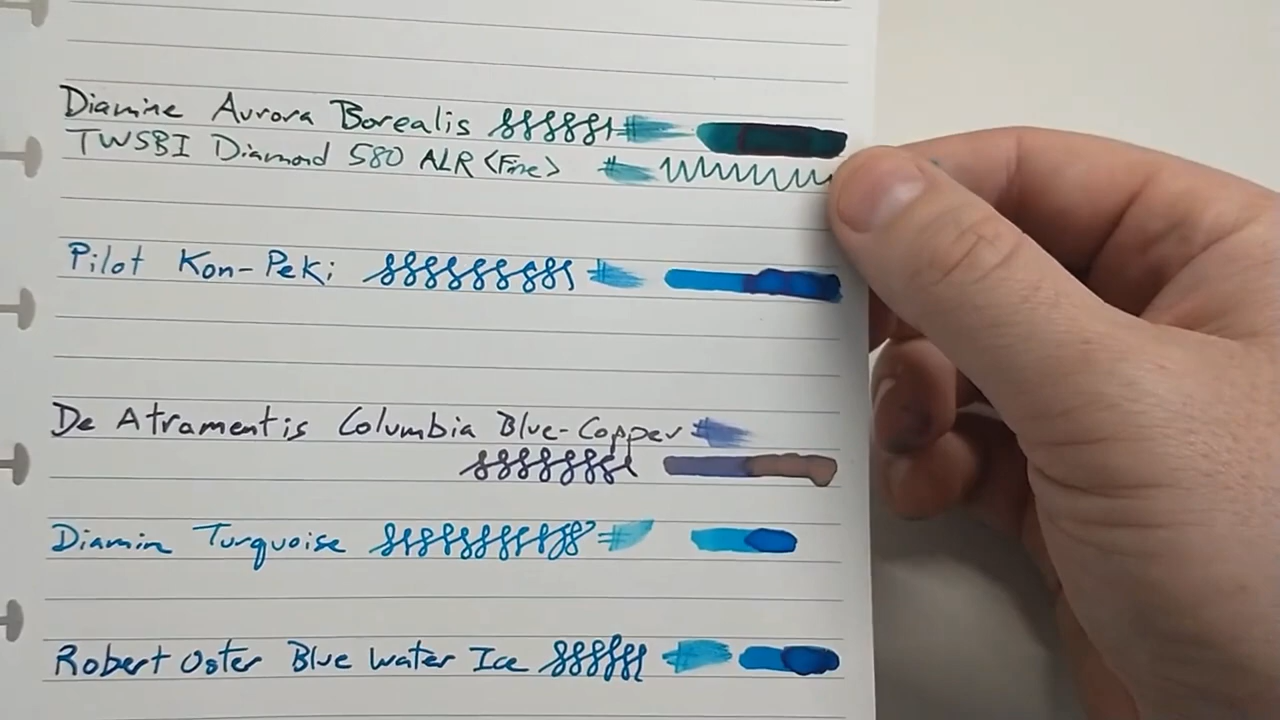 Diamine Aurora Borealis
TWSBI Diamond 580 ALR <Fine>
Pilot Kon-Peki
De Atramentis Columbia Blue-Copper
Diamin Turquoise
Robert Oster Blue Water Ice